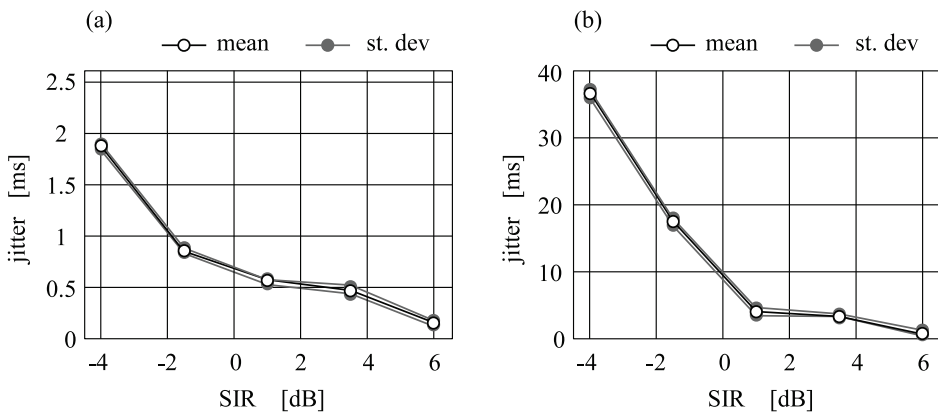 (a)
mean st. dev
2.5
2
1.5
1
0.5
0
jitter [ms]
-4 -2 0 2 4 6
SIR [dB]
(b)
mean st. dev
40
30
20
10
0
jitter [ms]
-4 -2 0 2 4 6
SIR [dB]